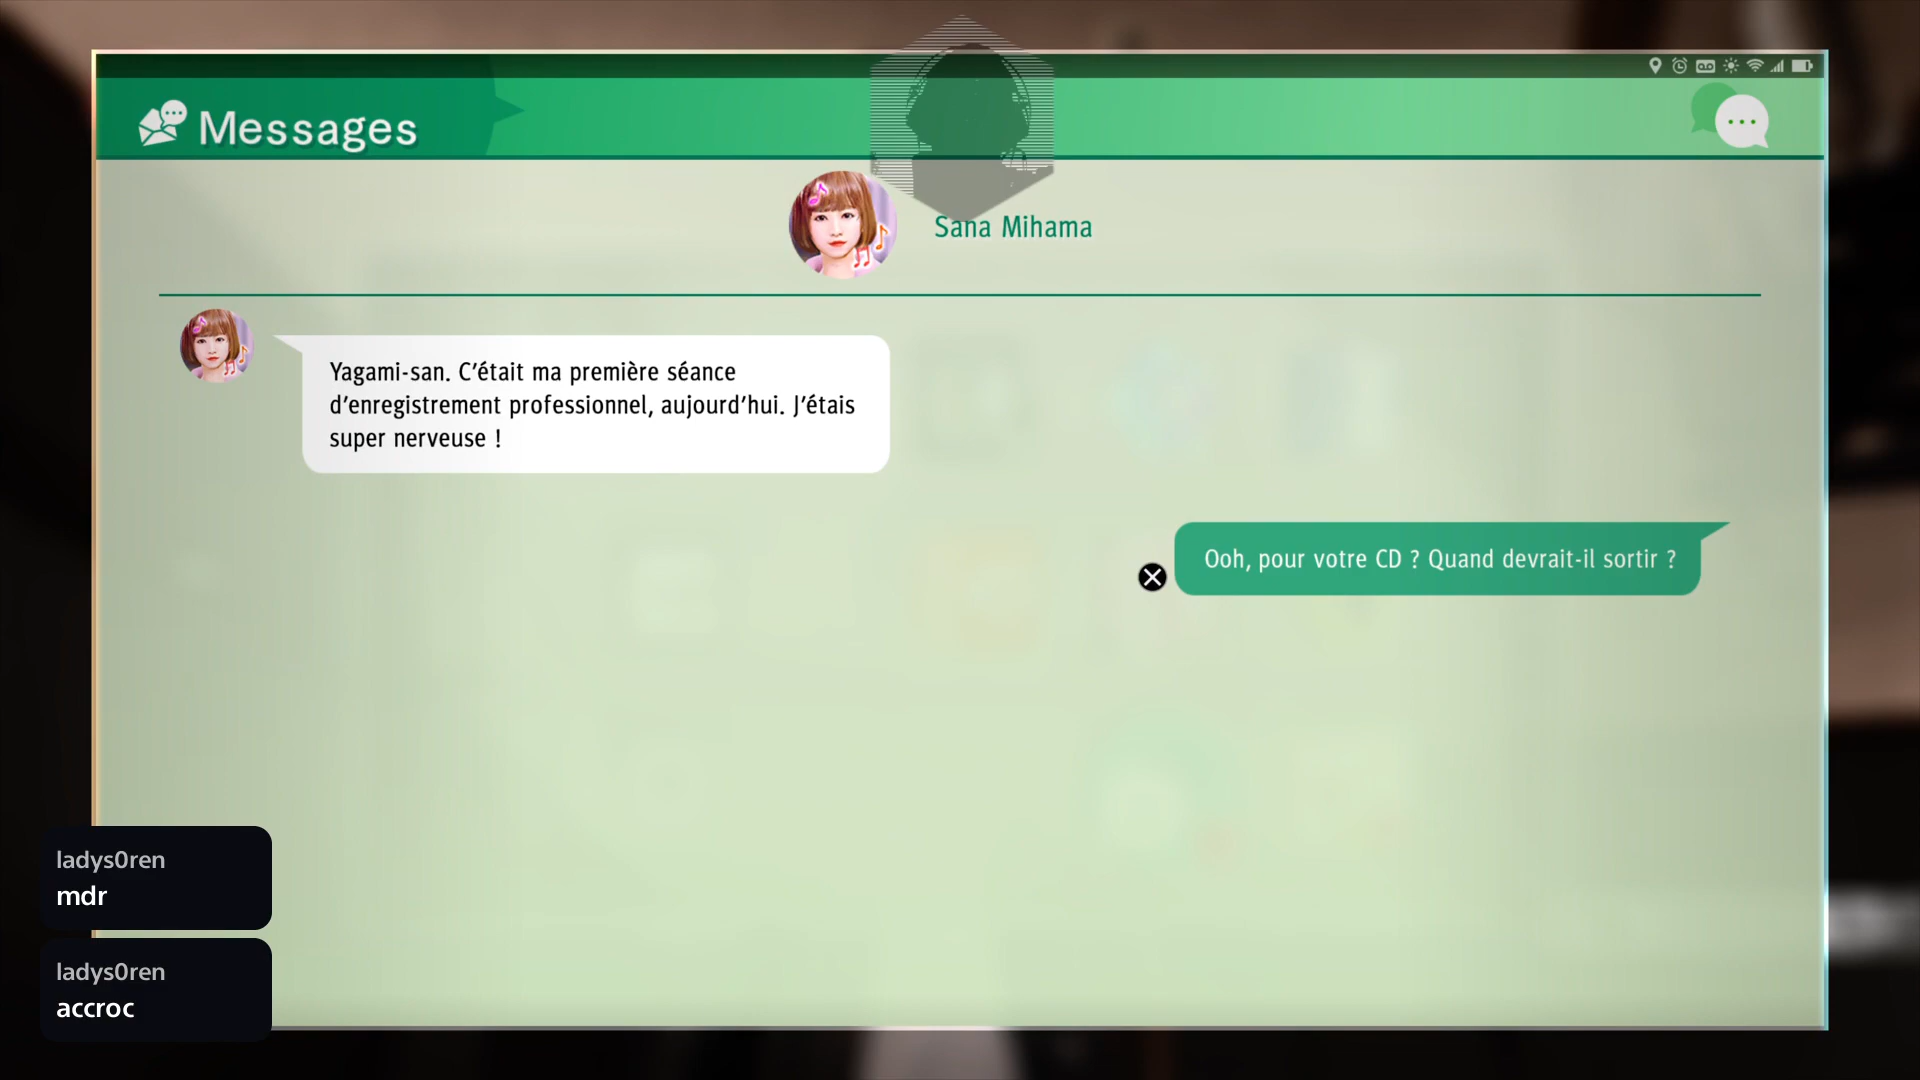 Messages
Sana Mihama
Yagami-san. C’était ma première séance
d’enregistrement professionnel, aujourd’hui. J’étais
super nerveuse !
Ooh, pour votre CD ? Quand devrait-il sortir ?
ladys0ren
mdr
ladys0ren
accroc